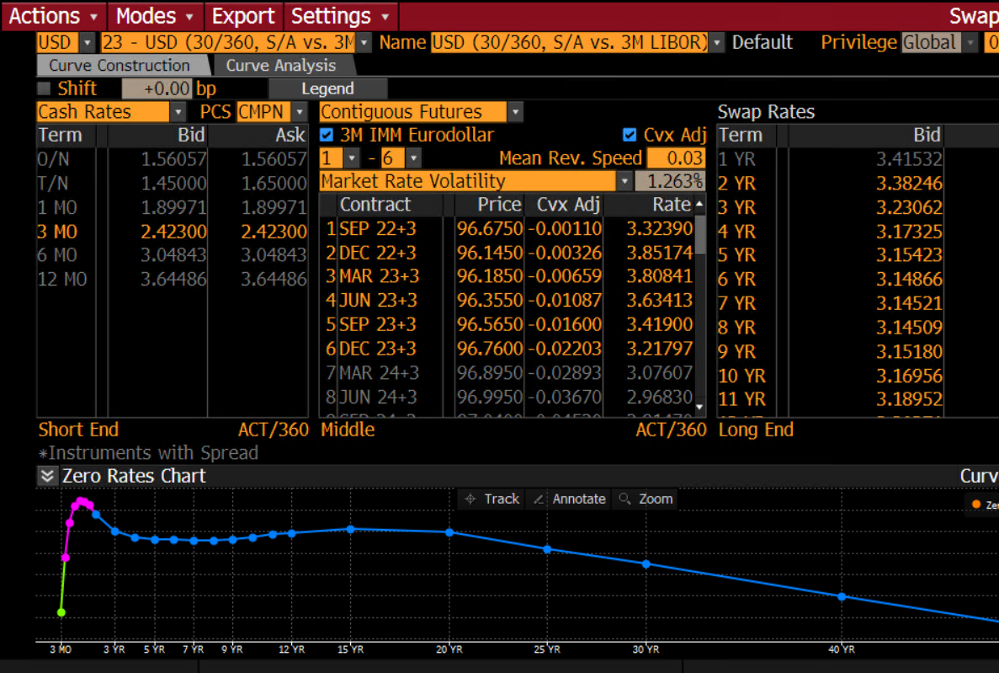 Actions Modes Export Settings Swap
USD 23 - USD (30/360, S/A vs. 3M Name USD (30/360, S/A vs. 3M LIBOR) Default Privilege Global 0
Curve Construction Curve Analysis
Shift +0.00 bp Legend
Cash Rates PCS CMPN Contiguous Futures Swap Rates
Term Bid Ask 3M IMM Eurodollar Cvx Adj Term Bid
O/N 1.56057 1.56057 1 - 6 Mean Rev. Speed 0.03 1 YR 3.41532
T/N 1.45000 1.65000 Market Rate Volatility 1.263% 2 YR 3.38246
1 MO 1.89971 1.89971 Contract Price Cvx Adj Rate 3 YR 3.23062
3 MO 2.42300 2.42300 1 SEP 22+3 96.6750 -0.00110 3.32390 4 YR 3.17325
6 MO 3.04843 3.04843 2 DEC 22+3 96.1450 -0.00326 3.85174 5 YR 3.15423
12 MO 3.64486 3.64486 3 MAR 23+3 96.1850 -0.00659 3.80841 6 YR 3.14866
4 JUN 23+3 96.3550 -0.01087 3.63413 7 YR 3.14521
5 SEP 23+3 96.5650 -0.01600 3.41900 8 YR 3.14509
6 DEC 23+3 96.7600 -0.02203 3.21797 9 YR 3.15180
7 MAR 24+3 96.8950 -0.02893 3.07607 10 YR 3.16956
8 JUN 24+3 96.9950 -0.03670 2.96830 11 YR 3.18952
Short End ACT/360 Middle ACT/360 Long End
*Instruments with Spread
Zero Rates Chart Curv
Track Annotate Zoom
Ze
3 MO 3 YR 5 YR 7 YR 9 YR 12 YR 15 YR 20 YR 25 YR 30 YR 40 YR